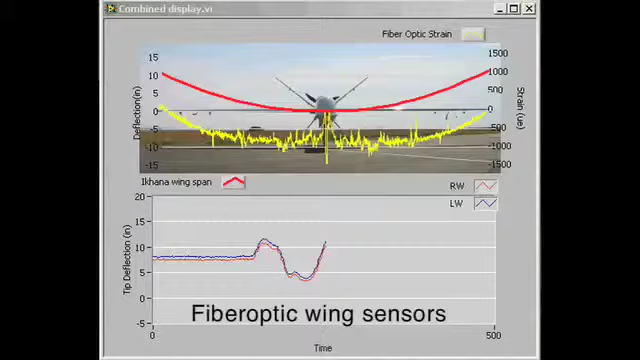 Combined display.vi
Fiber Optic Strain
15
10
5
0
-5
-10
-15
Deflection(in)
1500
1000
500
0
-500
-1000
-1500
Strain (ue)
Ikhana wing span
RW
LW
20
15
10
5
0
-5
Tip Deflection (in)
Fiberoptic wing sensors
0
500
Time